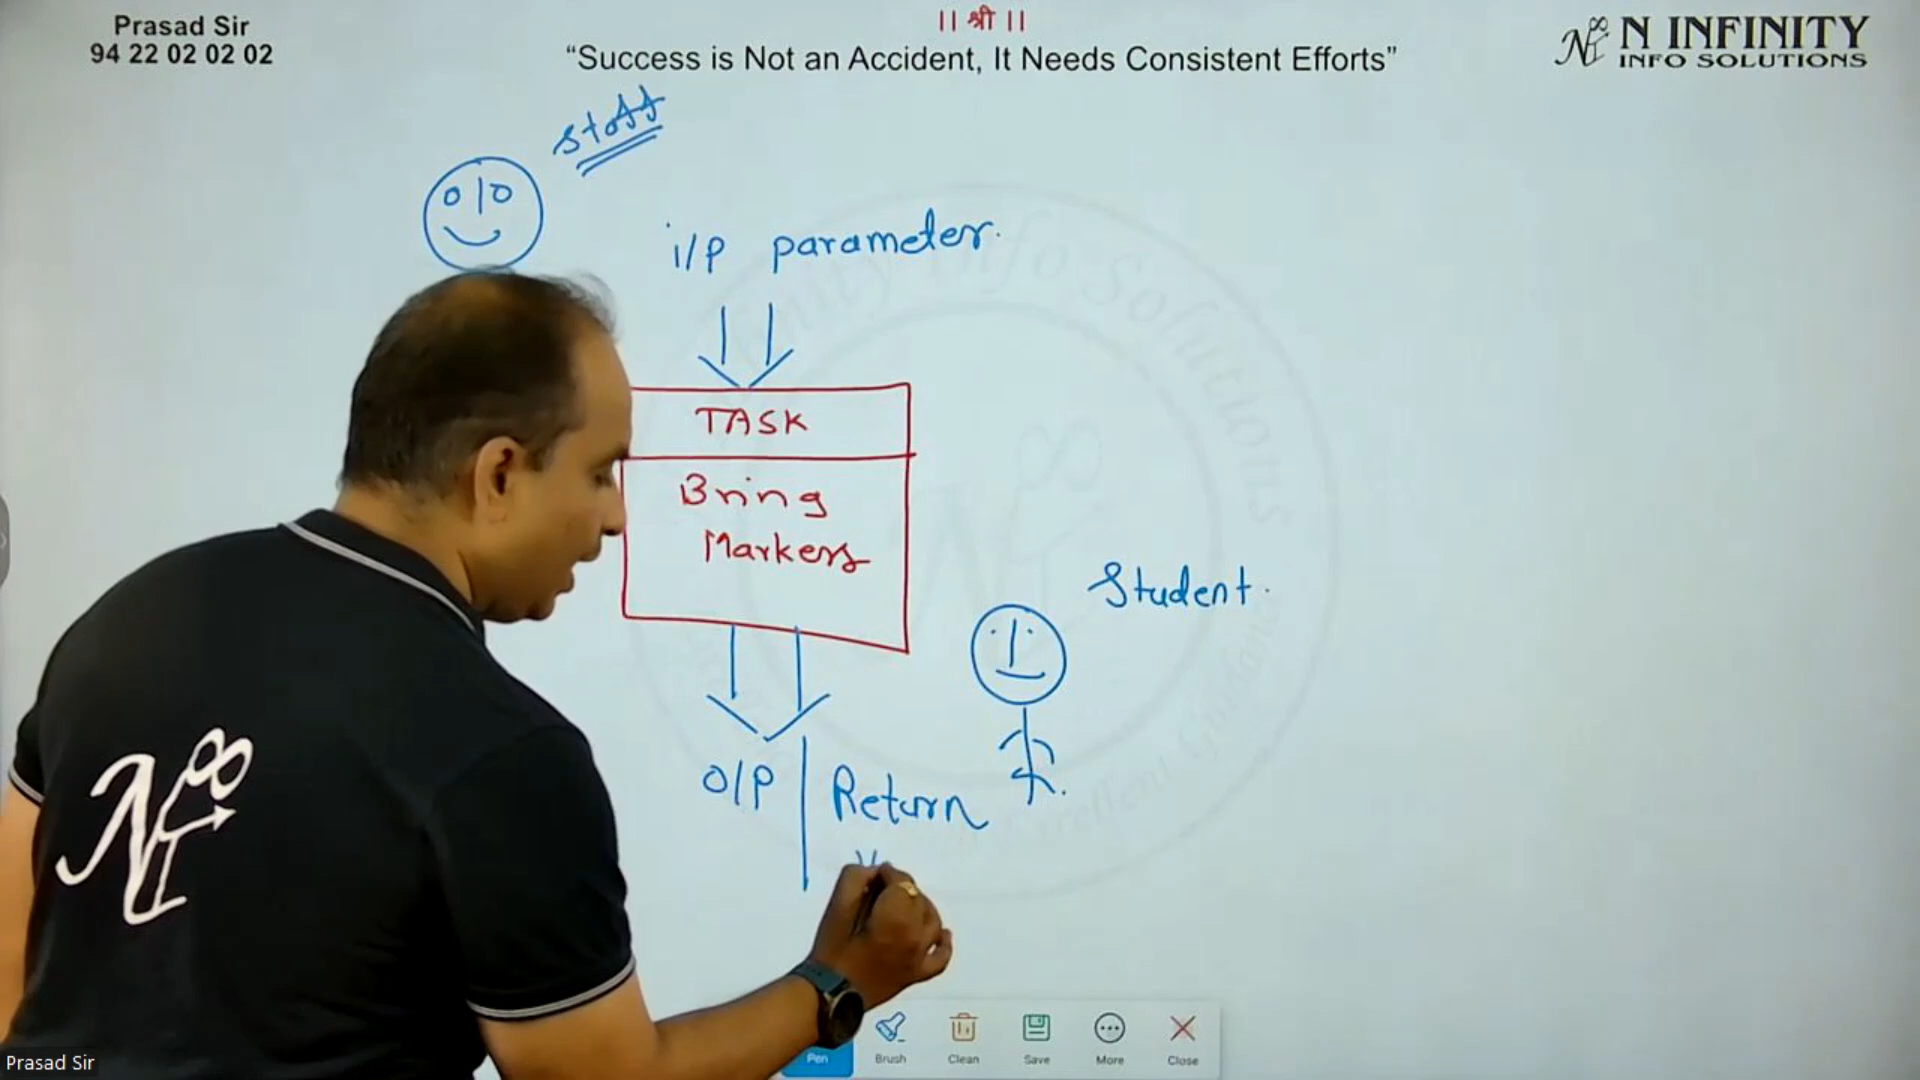 Prasad Sir
94 22 02 02 02
|| श्री ||
“Success is Not an Accident, It Needs Consistent Efforts”
N INFINITY
INFO SOLUTIONS
staff
i/p parameter.
TASK
Bring
Markers
Student.
O/P | Return
Pen
Brush
Clean
Save
More
Close
Prasad Sir